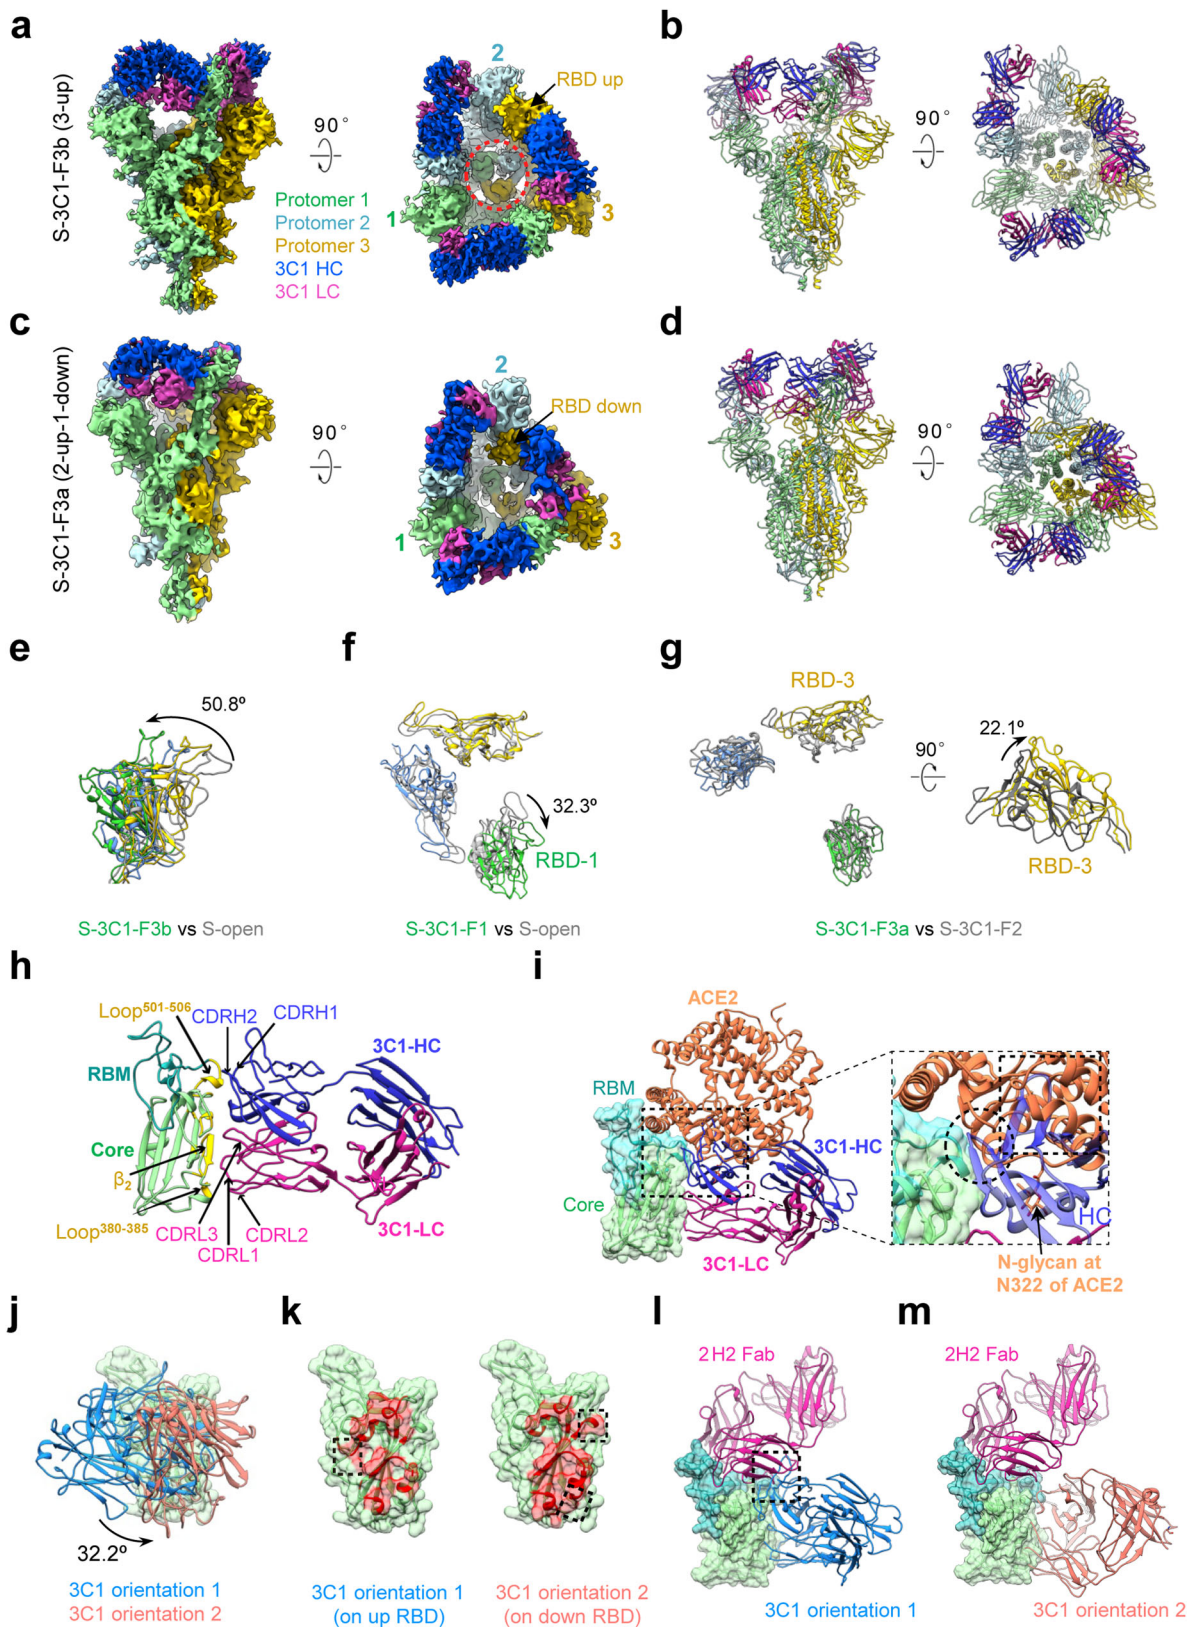 a
b
S-3C1-F3b (3-up)
2
RBD up
90°
90°
Protomer 1
Protomer 2
Protomer 3
3C1 HC
3C1 LC
1
3
c
d
S-3C1-F3a (2-up-1-down)
2
RBD down
90°
90°
1
3
e
f
g
50.8º
32.3º
RBD-1
RBD-3
90°
22.1º
RBD-3
S-3C1-F3b vs S-open
S-3C1-F1 vs S-open
S-3C1-F3a vs S-3C1-F2
h
i
Loop501-506
CDRH2
CDRH1
RBM
3C1-HC
Core
β2
Loop380-385
CDRL3
CDRL1
CDRL2
3C1-LC
ACE2
RBM
3C1-HC
Core
3C1-LC
HC
N-glycan at
N322 of ACE2
j
k
l
m
32.2º
3C1 orientation 1
3C1 orientation 2
3C1 orientation 1
(on up RBD)
3C1 orientation 2
(on down RBD)
2H2 Fab
3C1 orientation 1
2H2 Fab
3C1 orientation 2